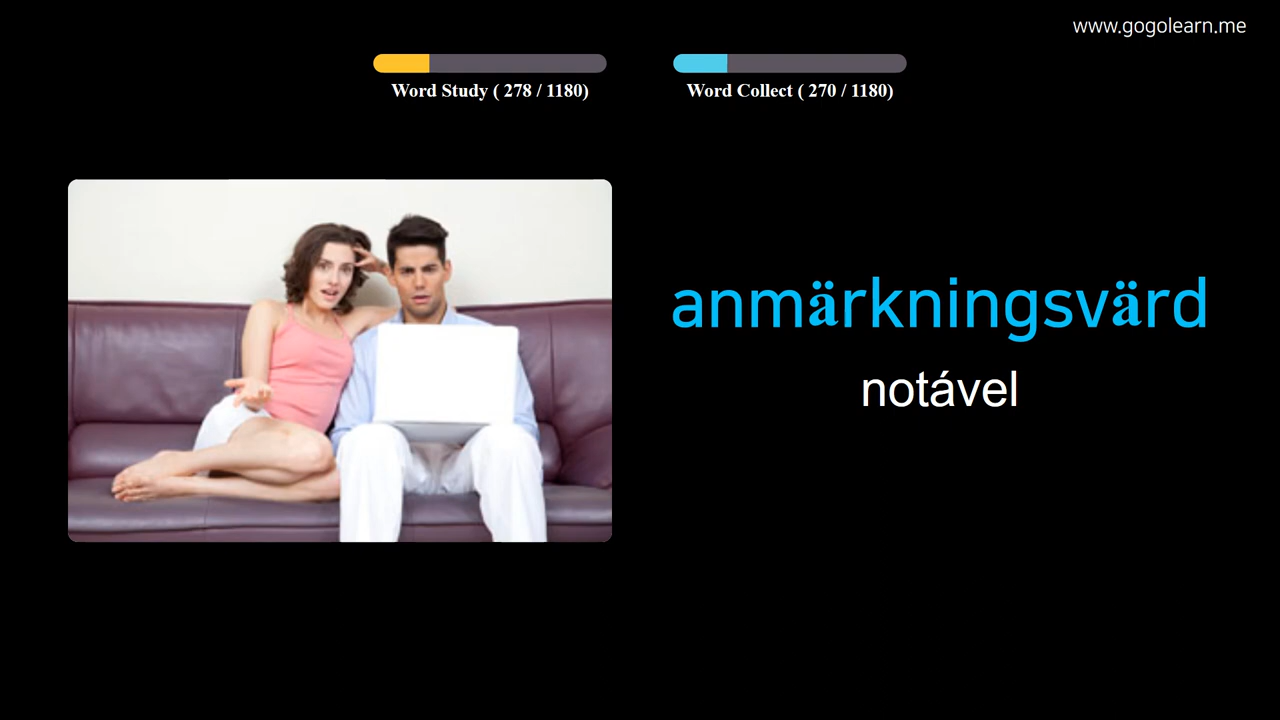 www.gogolearn.me
Word Study ( 278 / 1180)
Word Collect ( 270 / 1180)
anmärkningsvärd
notável